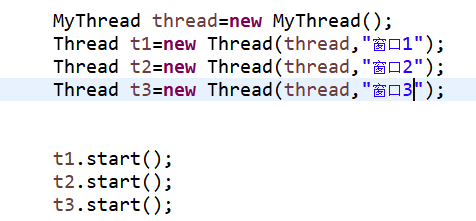 MyThread thread=new MyThread();
Thread t1=new Thread(thread,"窗口1");
Thread t2=new Thread(thread,"窗口2");
Thread t3=new Thread(thread,"窗口3");
t1.start();
t2.start();
t3.start();